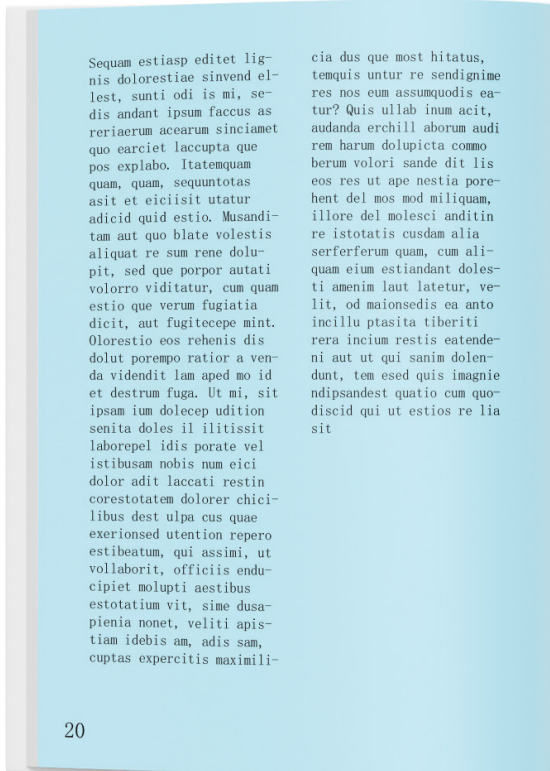 Sequam estiasp editet lig-
nis dolorestiae sinvend el-
lest, sunti odi is mi, se-
dis andant ipsum faccus as
reriaerum acearum sinciamet
quo earciet laccupta que
pos explabo. Itatemquam
quam, quam, sequuntotas
asit et eiciisit utatur
adicid quid estio. Musandi-
tam aut quo blate volestis
aliquat re sum rene dolu-
pit, sed que porpor autati
volorro viditatur, cum quam
estio que verum fugiatia
dicit, aut fugitecepe mint.
Olorestio eos rehenis dis
dolut porempo ratior a ven-
da videndit lam aped mo id
et destrum fuga. Ut mi, sit
ipsam ium dolecep udition
senita doles il ilitissit
laborepel idis porate vel
istibusam nobis num eici
dolor adit laccati restin
corestotatem dolorer chici-
libus dest ulpa cus quae
exerionsed utention repero
estibeatum, qui assimi, ut
vollaborit, officiis endu-
cipiet molupti aestibus
estotatium vit, sime dusa-
pienia nonet, veliti apis-
tiam idebis am, adis sam,
cuptas expercitis maximili-
cia dus que most hitatus,
temquis untur re sendignime
res nos eum assumquodis ea-
tur? Quis ullab inum acit,
audanda erchill aborum audi
rem harum dolupicta commo
berum volori sande dit lis
eos res ut ape nestia pore-
hent del mos mod miliquam,
illore del molesci anditin
re istotatis cusdam alia
serferferum quam, cum ali-
quam eium estiandant doles-
ti amenim laut latetur, ve-
lit, od maionsedis ea anto
incillu ptasita tiberiti
rera incium restis eatende-
ni aut ut qui sanim dolen-
dunt, tem esed quis imagnie
ndipsandest quatio cum quo-
discid qui ut estios re lia
sit
20